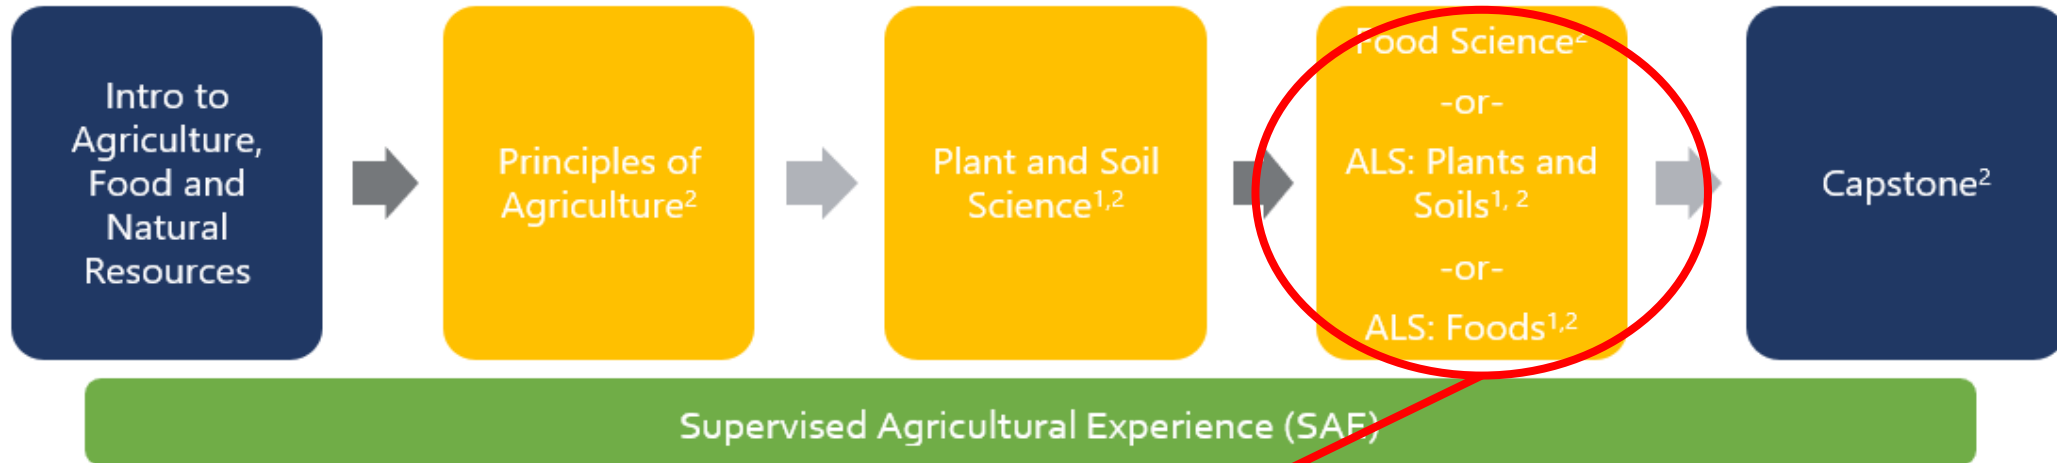 Intro to
Agriculture,
Food and
Natural
Resources
Principles of
Agriculture²
Plant and Soil
Science¹,²
Food Science²
-or-
ALS: Plants and
Soils¹, ²
-or-
ALS: Foods¹,²
Capstone²
Supervised Agricultural Experience (SAE)